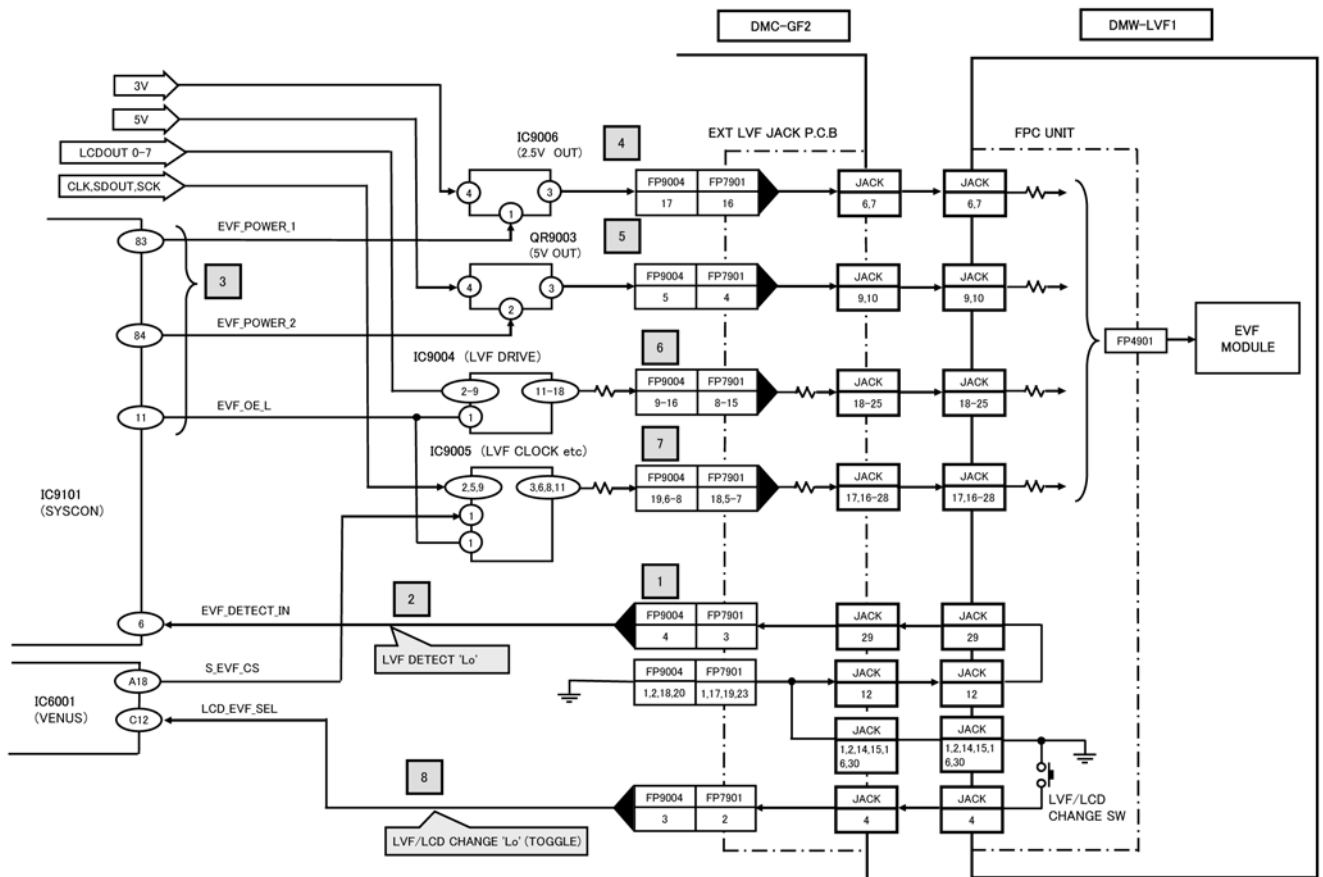 DMC-GF2
DMW-LVF1
3V
5V
LCDOUT 0-7
CLK,SDOUT,SCK
IC9006
(2.5V OUT)
4
EXT LVF JACK P.C.B
FPC UNIT
4
3
1
FP9004
FP7901
17
16
JACK
6,7
JACK
6,7
83
EVF_POWER_1
3
QR9003
(5V OUT)
5
4
3
2
FP9004
FP7901
5
4
JACK
9,10
JACK
9,10
84
EVF_POWER_2
FP4901
EVF
MODULE
IC9004 (LVF DRIVE)
6
2-9
11-18
1
FP9004
FP7901
9-16
8-15
JACK
18-25
JACK
18-25
11
EVF_OE_L
IC9005 (LVF CLOCK etc)
7
2,5,9
3,6,8,11
1
1
FP9004
FP7901
19,6-8
18,5-7
JACK
17,16-28
JACK
17,16-28
IC9101
(SYSCON)
1
2
6
EVF_DETECT_IN
LVF DETECT 'Lo'
FP9004
FP7901
4
3
JACK
29
JACK
29
IC6001
(VENUS)
A18
S_EVF_CS
FP9004
FP7901
1,2,18,20
1,17,19,23
JACK
12
JACK
12
C12
LCD_EVF_SEL
JACK
1,2,14,15,1
6,30
JACK
1,2,14,15,1
6,30
8
LVF/LCD CHANGE 'Lo' (TOGGLE)
FP9004
FP7901
3
2
JACK
4
JACK
4
LVF/LCD
CHANGE SW